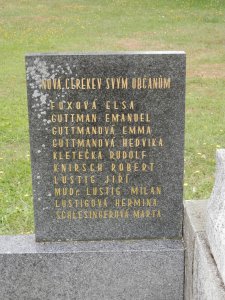 NOVÁ CEREKEV SVÝM OBČANŮM
FUXOVÁ ELSA
GUTTMAN EMANUEL
GUTTMANOVÁ EMMA
GUTTMANOVÁ HEDVIKA
KLETEČKA RUDOLF
KNIRSCH ROBERT
LUSTIG JIŘÍ
MUDr. LUSTIG MILAN
LUSTIGOVÁ HERMINA
SCHLESINGEROVÁ MARTA